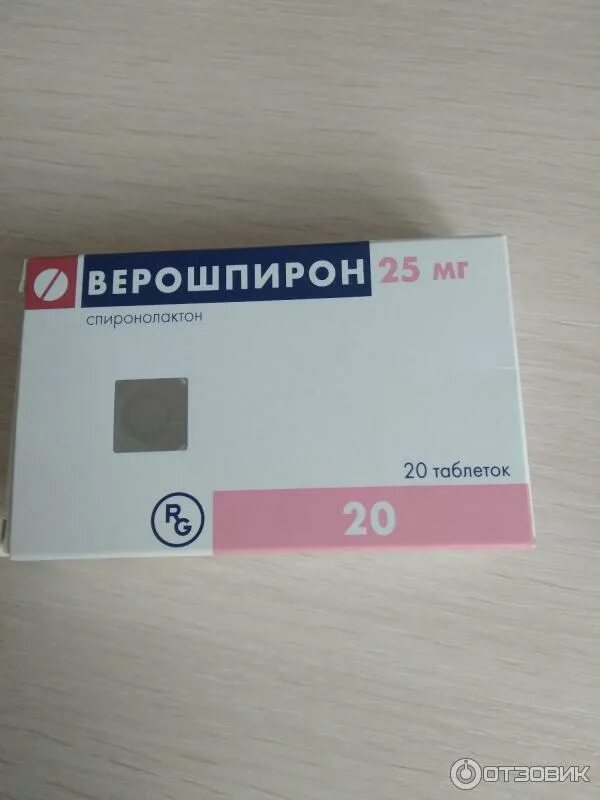 ВЕРОШПИРОН 25 мг
спиронолактон
20 таблеток
RG
20
ОТЗОВИК